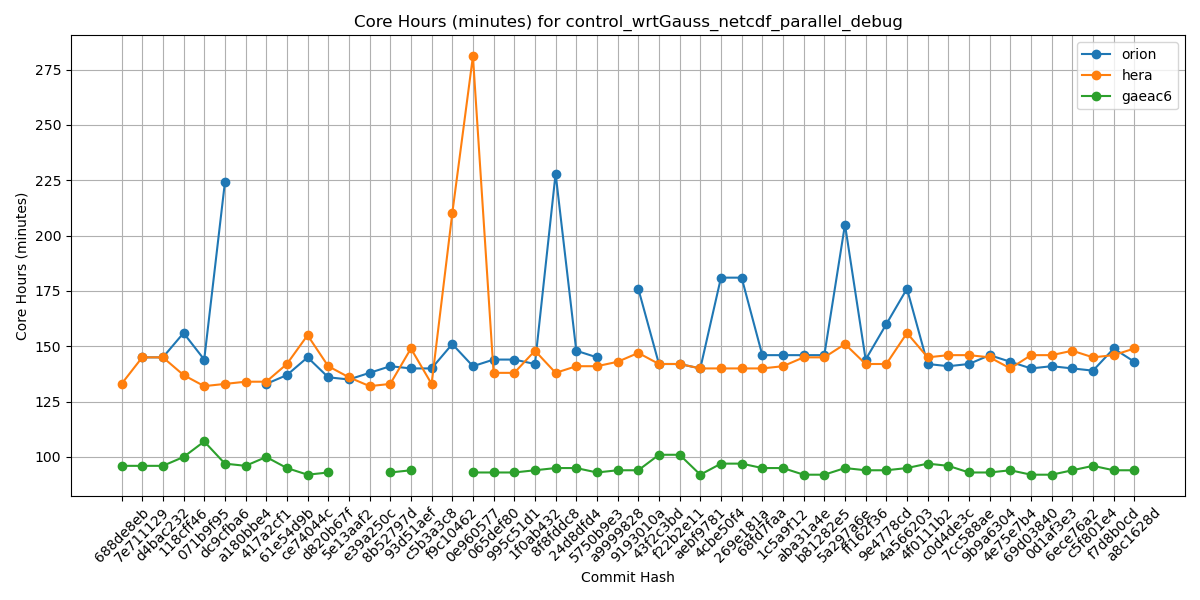 Core Hours (minutes) for control_wrtGauss_netcdf_parallel_debug
orion
hera
gaeac6
Core Hours (minutes)
275
250
225
200
175
150
125
100
688de8eb
7e711129
d4bac232
118cff46
071b9f95
dc9cfba6
a180bbe4
417a2cf1
61e54d9b
ce74044c
d820b67f
5e13aaf2
e39a250c
8b52797d
93d51aef
c5b3a3c8
f9c10462
0e960577
065def80
995c51d1
1f0ab432
8f8fddc8
24d8dfd4
5750b9e3
a9999828
9193010a
43f263bd
f22b2e11
aebf9781
4cbe50f4
269e181a
68fd7faa
1c5a9f12
aba31a4e
b81282e5
5a297a6e
ff162f36
9e4778cd
4a566203
4f011b2
c0d4de3c
7cc588ae
9b9a6304
4e75e7b4
69d03840
0d1af3e3
6ece76a2
c5f801e4
f7d8b0cd
a8c1628d
Commit Hash